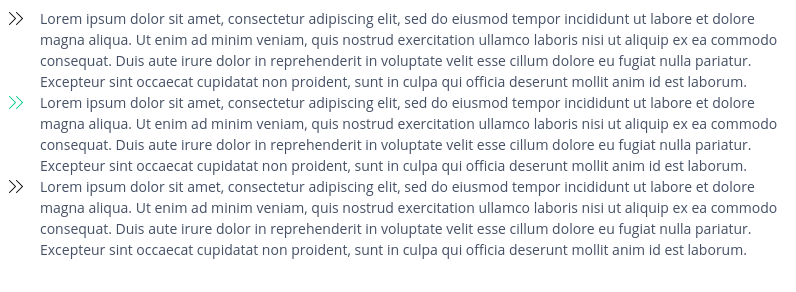 Lorem ipsum dolor sit amet, consectetur adipiscing elit, sed do eiusmod tempor incididunt ut labore et dolore
magna aliqua. Ut enim ad minim veniam, quis nostrud exercitation ullamco laboris nisi ut aliquip ex ea commodo
consequat. Duis aute irure dolor in reprehenderit in voluptate velit esse cillum dolore eu fugiat nulla pariatur.
Excepteur sint occaecat cupidatat non proident, sunt in culpa qui officia deserunt mollit anim id est laborum.
Lorem ipsum dolor sit amet, consectetur adipiscing elit, sed do eiusmod tempor incididunt ut labore et dolore
magna aliqua. Ut enim ad minim veniam, quis nostrud exercitation ullamco laboris nisi ut aliquip ex ea commodo
consequat. Duis aute irure dolor in reprehenderit in voluptate velit esse cillum dolore eu fugiat nulla pariatur.
Excepteur sint occaecat cupidatat non proident, sunt in culpa qui officia deserunt mollit anim id est laborum.
Lorem ipsum dolor sit amet, consectetur adipiscing elit, sed do eiusmod tempor incididunt ut labore et dolore
magna aliqua. Ut enim ad minim veniam, quis nostrud exercitation ullamco laboris nisi ut aliquip ex ea commodo
consequat. Duis aute irure dolor in reprehenderit in voluptate velit esse cillum dolore eu fugiat nulla pariatur.
Excepteur sint occaecat cupidatat non proident, sunt in culpa qui officia deserunt mollit anim id est laborum.